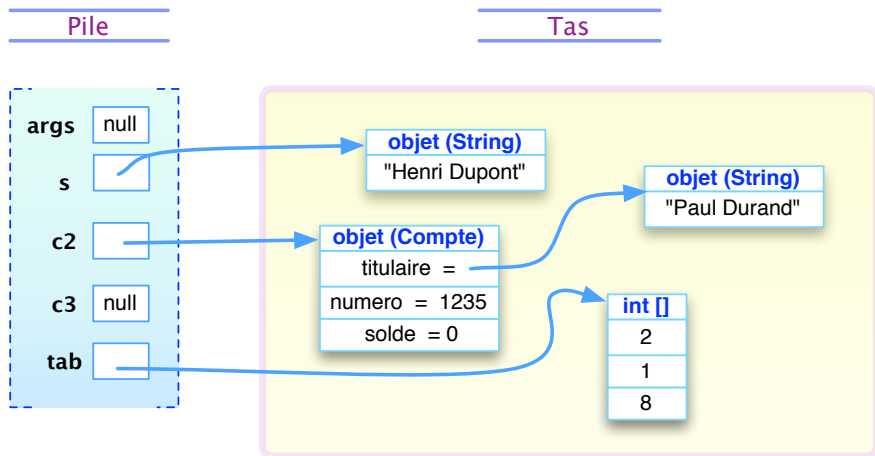 Pile
Tas
args
null
s
c2
c3
null
tab
objet (String)
"Henri Dupont"
objet (String)
"Paul Durand"
objet (Compte)
titulaire =
numero = 1235
solde = 0
int []
2
1
8